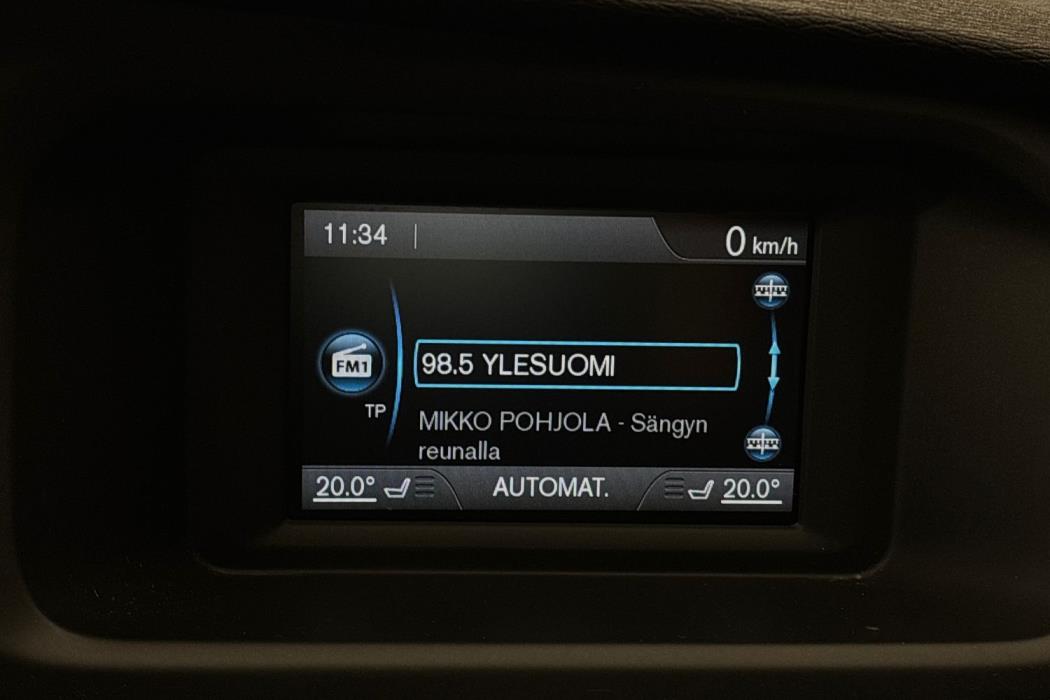 11:34
0 km/h
FM1
98.5 YLESUOMI
TP
MIKKO POHJOLA - Sängyn
reunalla
20.0° AUTOMAT. 20.0°